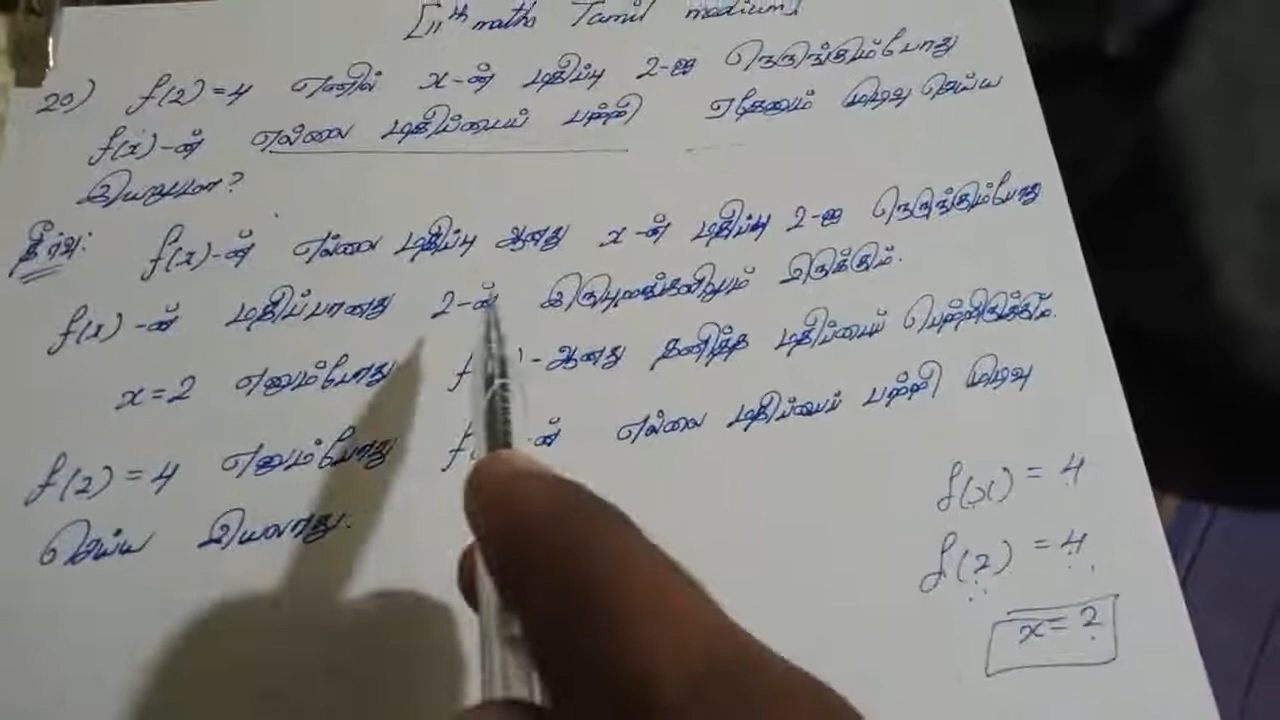 [11th maths Tamil medium]
20) f(2) = 4 எனில் x-ன் மதிப்பு 2-ஐ நெருங்கும்போது
f(x)-ன் எல்லை மதிப்பைப் பற்றி ஏதேனும் முடிவு செய்ய
இயலுமா?
தீர்வு: f(x)-ன் எல்லை மதிப்பு ஆனது x-ன் மதிப்பு 2-ஐ நெருங்கும்போது
f(x)-ன் மதிப்பானது 2-ன் இருபுறங்களிலும் இருக்கும்.
x=2 எனும்போது f -ஆனது தனித்த மதிப்பைப் பெற்றிருக்கும்.
f(2) = 4 எனும்போது f -ன் எல்லை மதிப்பைப் பற்றி முடிவு
செய்ய இயலாது.
f(x) = 4
f(2) = 4
x = 2